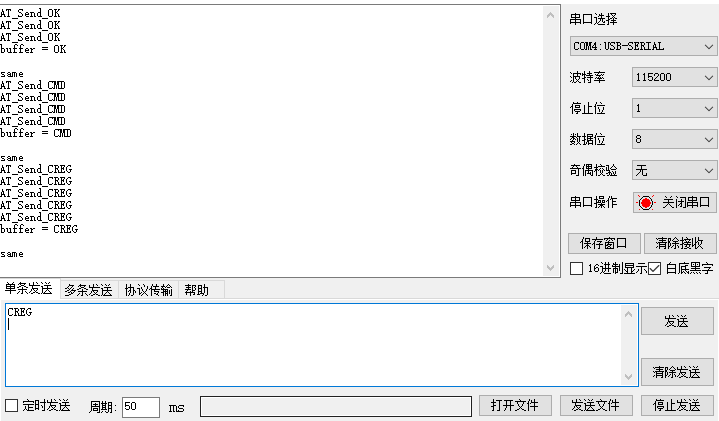 AT_Send_OK
AT_Send_OK
AT_Send_OK
buffer = OK
same
AT_Send_CMD
AT_Send_CMD
AT_Send_CMD
AT_Send_CMD
buffer = CMD
same
AT_Send_CREG
AT_Send_CREG
AT_Send_CREG
AT_Send_CREG
AT_Send_CREG
buffer = CREG
same
串口选择
COM4:USB-SERIAL
波特率 115200
停止位 1
数据位 8
奇偶校验 无
串口操作 关闭串口
保存窗口 清除接收
16进制显示 白底黑字
单条发送 多条发送 协议传输 帮助
CREG
发送
清除发送
定时发送 周期: 50 ms 打开文件 发送文件 停止发送